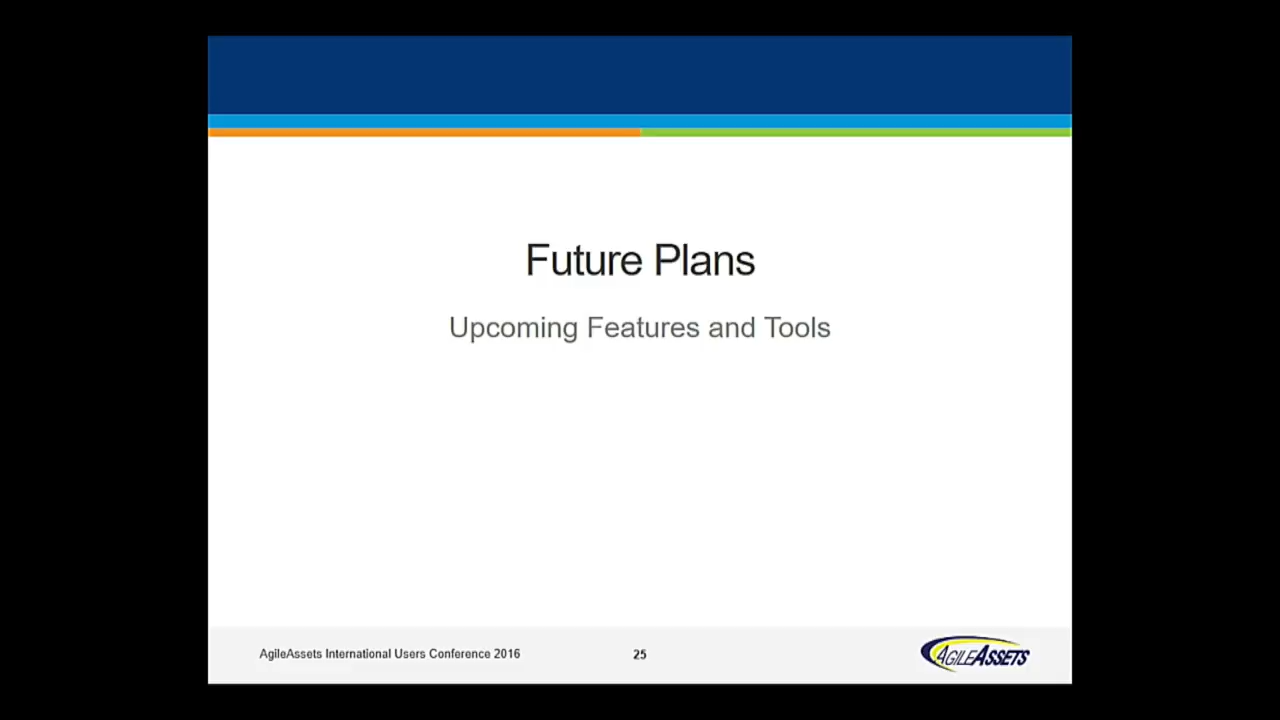 Future Plans
Upcoming Features and Tools
AgileAssets International Users Conference 2016
25
AGILEASSETS